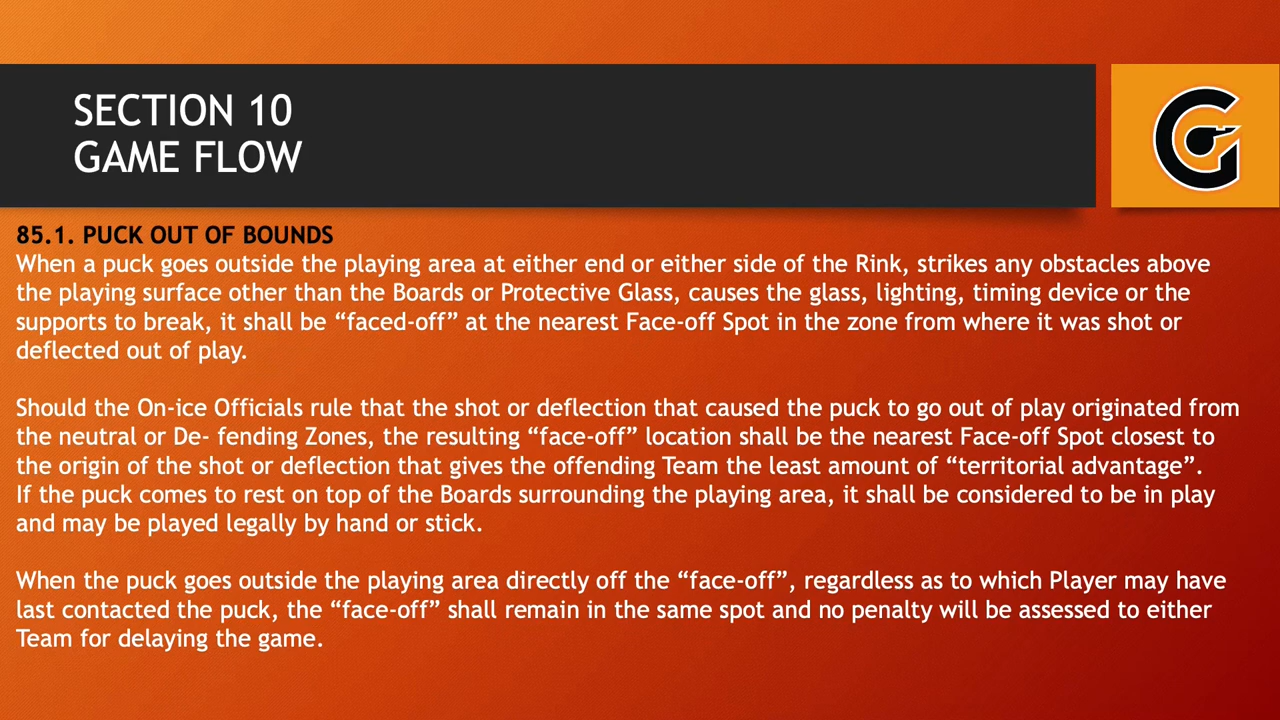 SECTION 10
GAME FLOW
85.1. PUCK OUT OF BOUNDS
When a puck goes outside the playing area at either end or either side of the Rink, strikes any obstacles above
the playing surface other than the Boards or Protective Glass, causes the glass, lighting, timing device or the
supports to break, it shall be “faced-off” at the nearest Face-off Spot in the zone from where it was shot or
deflected out of play.
Should the On-ice Officials rule that the shot or deflection that caused the puck to go out of play originated from
the neutral or De- fending Zones, the resulting “face-off” location shall be the nearest Face-off Spot closest to
the origin of the shot or deflection that gives the offending Team the least amount of “territorial advantage”.
If the puck comes to rest on top of the Boards surrounding the playing area, it shall be considered to be in play
and may be played legally by hand or stick.
When the puck goes outside the playing area directly off the “face-off”, regardless as to which Player may have
last contacted the puck, the “face-off” shall remain in the same spot and no penalty will be assessed to either
Team for delaying the game.
G